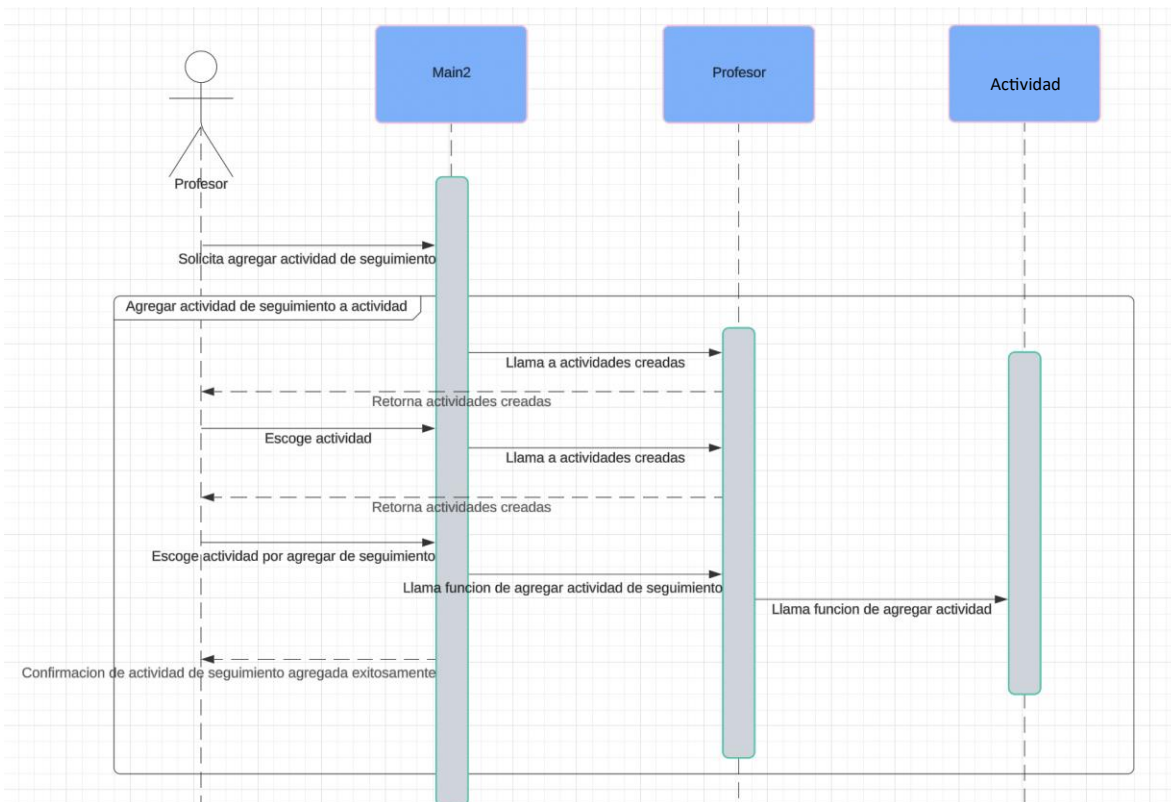 Main2
Profesor
Actividad
Profesor
Solicita agregar actividad de seguimiento
Agregar actividad de seguimiento a actividad
Llama a actividades creadas
Retorna actividades creadas
Escoge actividad
Llama a actividades creadas
Retorna actividades creadas
Escoge actividad por agregar de seguimiento
Llama funcion de agregar actividad de seguimiento
Llama funcion de agregar actividad
Confirmacion de actividad de seguimiento agregada exitosamente